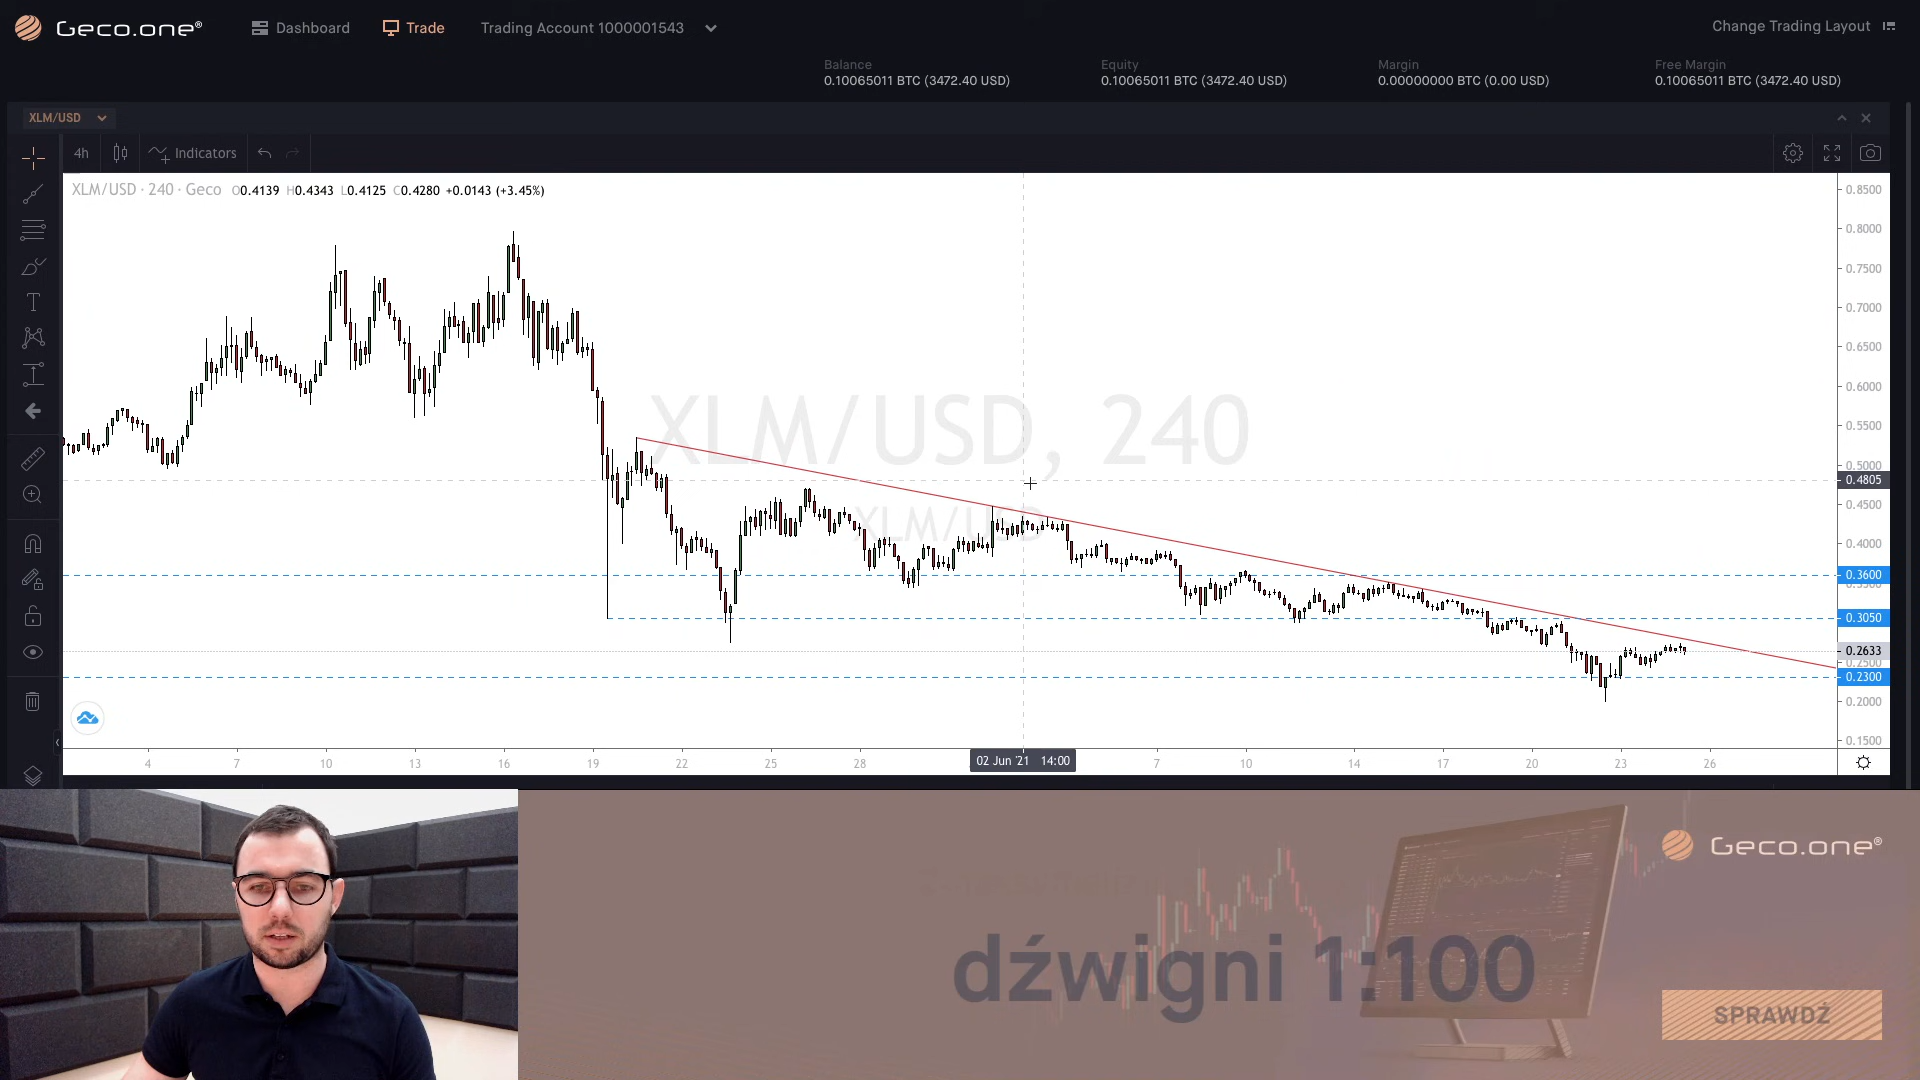 Geco.one®
Dashboard
Trade
Trading Account 1000001543
Change Trading Layout
Balance
0.10065011 BTC (3472.40 USD)
Equity
0.10065011 BTC (3472.40 USD)
Margin
0.00000000 BTC (0.00 USD)
Free Margin
0.10065011 BTC (3472.40 USD)
XLM/USD
4h
Indicators
XLM/USD · 240 · Geco O0.4139 H0.4343 L0.4125 C0.4280 +0.0143 (+3.45%)
XLM/USD, 240
XLM/USD
0.8500
0.8000
0.7500
0.7000
0.6500
0.6000
0.5500
0.5000
0.4805
0.4500
0.4000
0.3600
0.3050
0.2633
0.2500
0.2300
0.2000
0.1500
4 7 10 13 16 19 22 25 28 02 Jun '21 14:00 7 10 14 17 20 23 26
Geco.one®
dźwigni 1:100
SPRAWDŹ